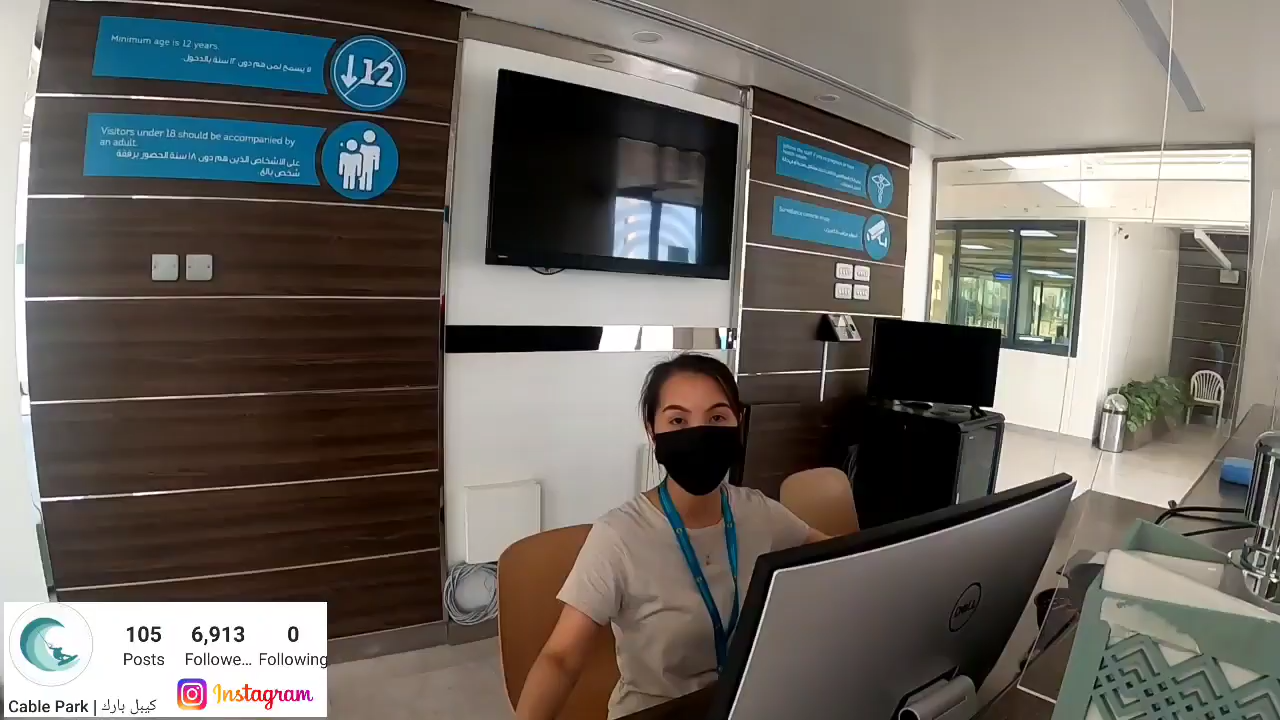 Minimum age is 12 years.
لا يسمح لمن هم دون ١٢ سنة بالدخول.
12
Visitors under 18 should be accompanied by
an adult.
على الاشخاص الذين هم دون ١٨ سنة الحضور برفقة
شخص بالغ.
DELL
105 6,913 0
Posts Followe... Following
Instagram
Cable Park | كيبل بارك